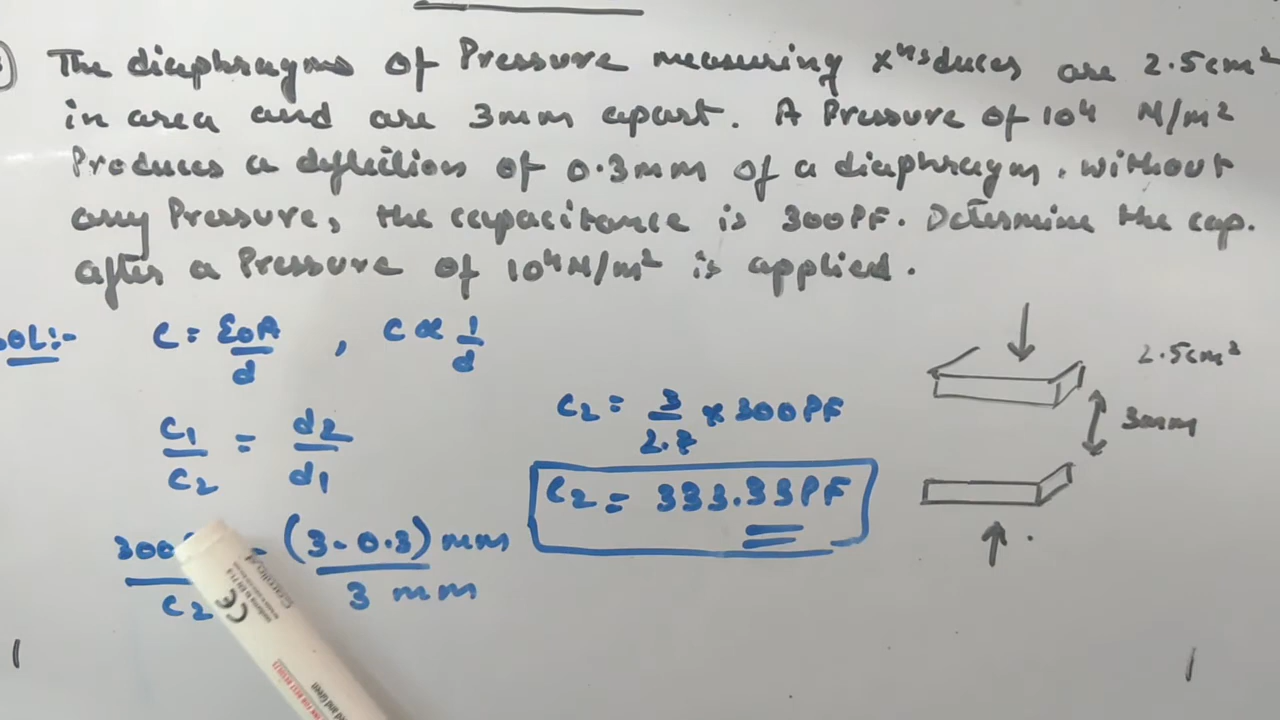 The diaphragms of Pressure measuring x^n's ducers are 2.5cm²
in area and are 3mm apart. A Pressure of 10⁴ N/m²
Produces a deflection of 0.3mm of a diaphragm. Without
any Pressure, the capacitance is 300PF. Determine the cap.
after a Pressure of 10⁴N/m² is applied.
SOL:- C = ε₀A/d , C ∝ 1/d
2.5cm²
3mm
C₁/C₂ = d₂/d₁
C₂ = 3/2.7 × 300PF
C₂ = 333.33PF
300 /C₂ = (3-0.3)mm/3 mm
CE